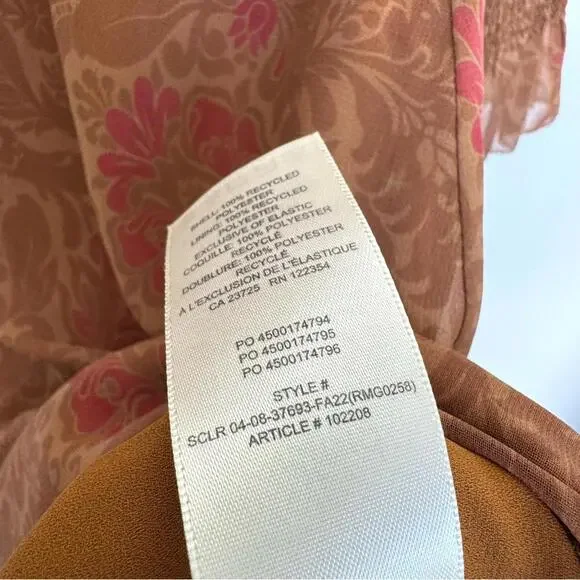 SHELL: 100% RECYCLED
POLYESTER
LINING: 100% RECYCLED
POLYESTER
EXCLUSIVE OF ELASTIC
COQUILLE: 100% POLYESTER
RECYCLÉ
DOUBLURE: 100% POLYESTER
RECYCLÉ
A L'EXCLUSION DE L'ÉLASTIQUE
CA 23725 RN 122354
PO 4500174794
PO 4500174795
PO 4500174796
STYLE #
SCLR 04-08-37693-FA22(RMG0258)
ARTICLE # 102208